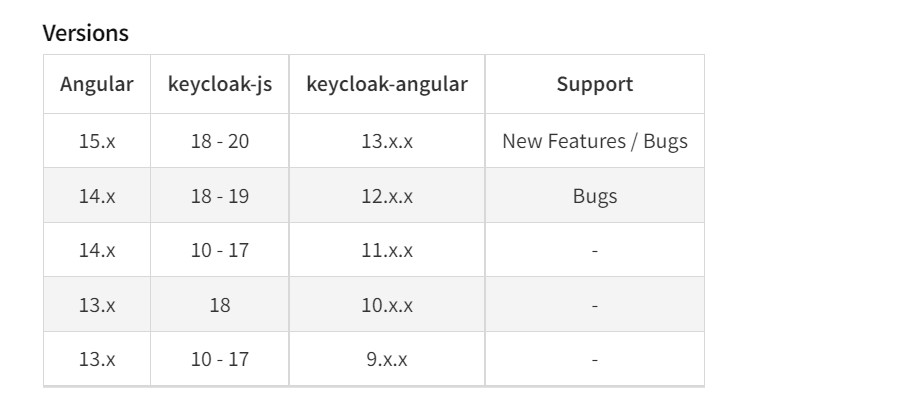 Versions
Angular keycloak-js keycloak-angular Support
15.x 18 - 20 13.x.x New Features / Bugs
14.x 18 - 19 12.x.x Bugs
14.x 10 - 17 11.x.x -
13.x 18 10.x.x -
13.x 10 - 17 9.x.x -